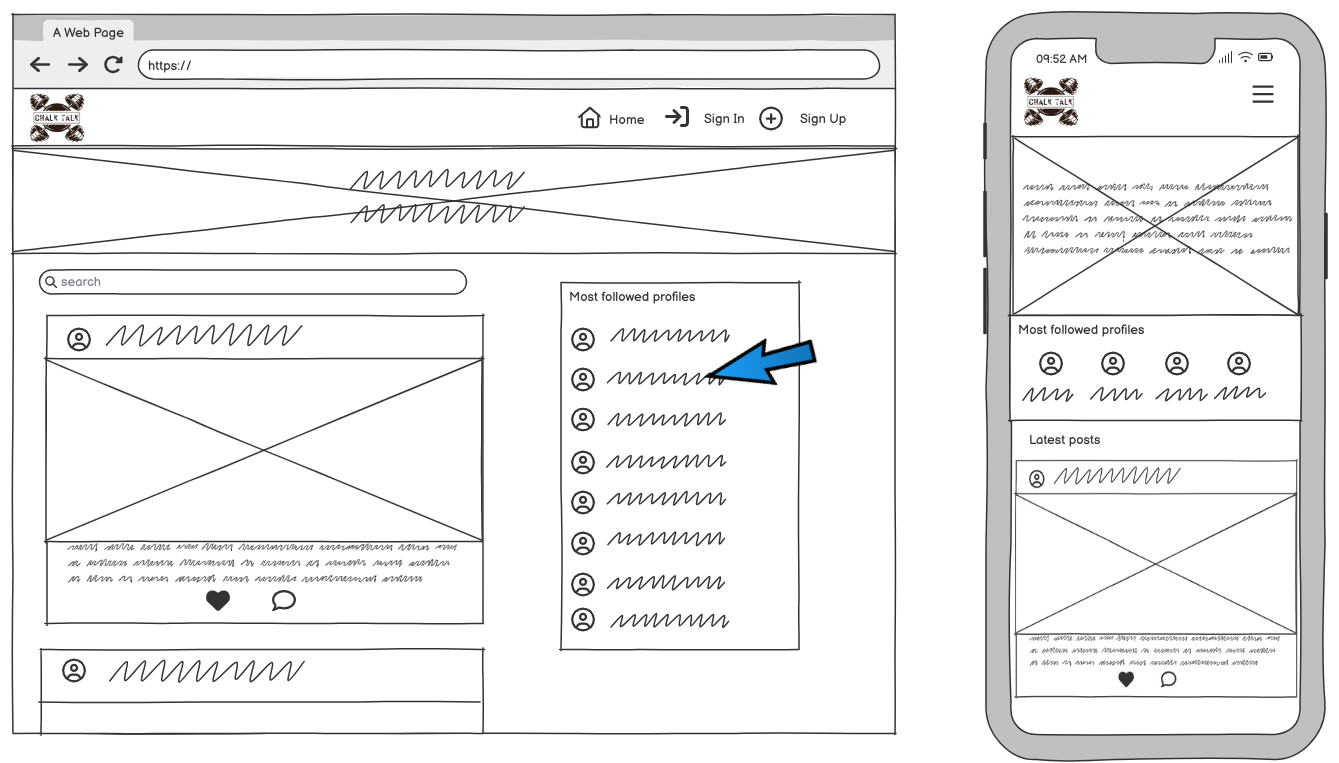 A Web Page
https://
CHALK TALK
Home
Sign In
Sign Up
search
Most followed profiles
09:52 AM
CHALK TALK
Most followed profiles
Latest posts